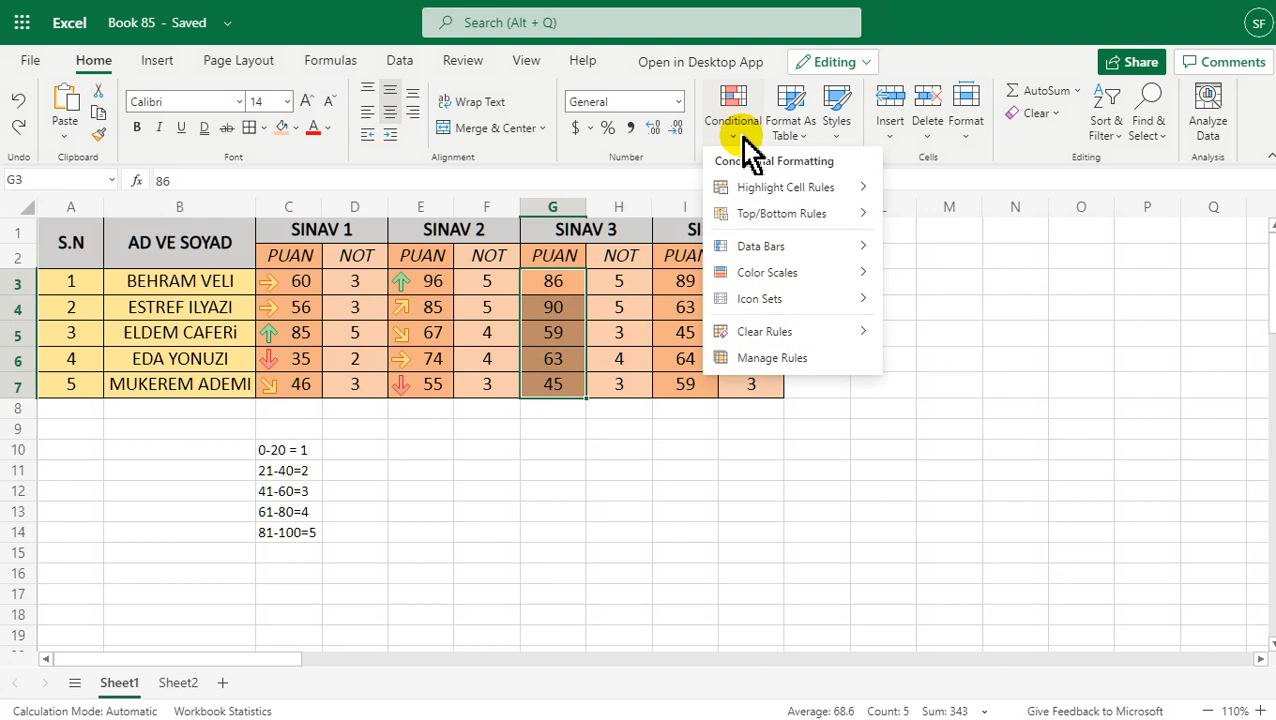 Excel Book 85 - Saved Search (Alt + Q) SF
File Home Insert Page Layout Formulas Data Review View Help Open in Desktop App Editing Share Comments
Paste Calibri 14 Wrap Text General Conditional Format As Table Styles Insert Delete Format AutoSum Sort & Filter Find & Select Analyze Data
B I U D ab A Merge & Center $ % 9 Clear
Undo Clipboard Font Alignment Number Cells Editing Analysis
G3 fx 86
Conditional Formatting
Highlight Cell Rules
Top/Bottom Rules
Data Bars
Color Scales
Icon Sets
Clear Rules
Manage Rules
A B C D E F G H I L M N O P Q
1 S.N AD VE SOYAD SINAV 1 SINAV 2 SINAV 3
2 PUAN NOT PUAN NOT PUAN NOT
3 1 BEHRAM VELI 60 3 96 5 86 5 89
4 2 ESTREF ILYAZI 56 3 85 5 90 5 63
5 3 ELDEM CAFERi 85 5 67 4 59 3 45
6 4 EDA YONUZI 35 2 74 4 63 4 64
7 5 MUKEREM ADEMI 46 3 55 3 45 3 59 3
8
9
10 0-20 = 1
11 21-40=2
12 41-60=3
13 61-80=4
14 81-100=5
15
16
17
18
19
Sheet1 Sheet2
Calculation Mode: Automatic Workbook Statistics Average: 68.6 Count: 5 Sum: 343 Give Feedback to Microsoft 110%